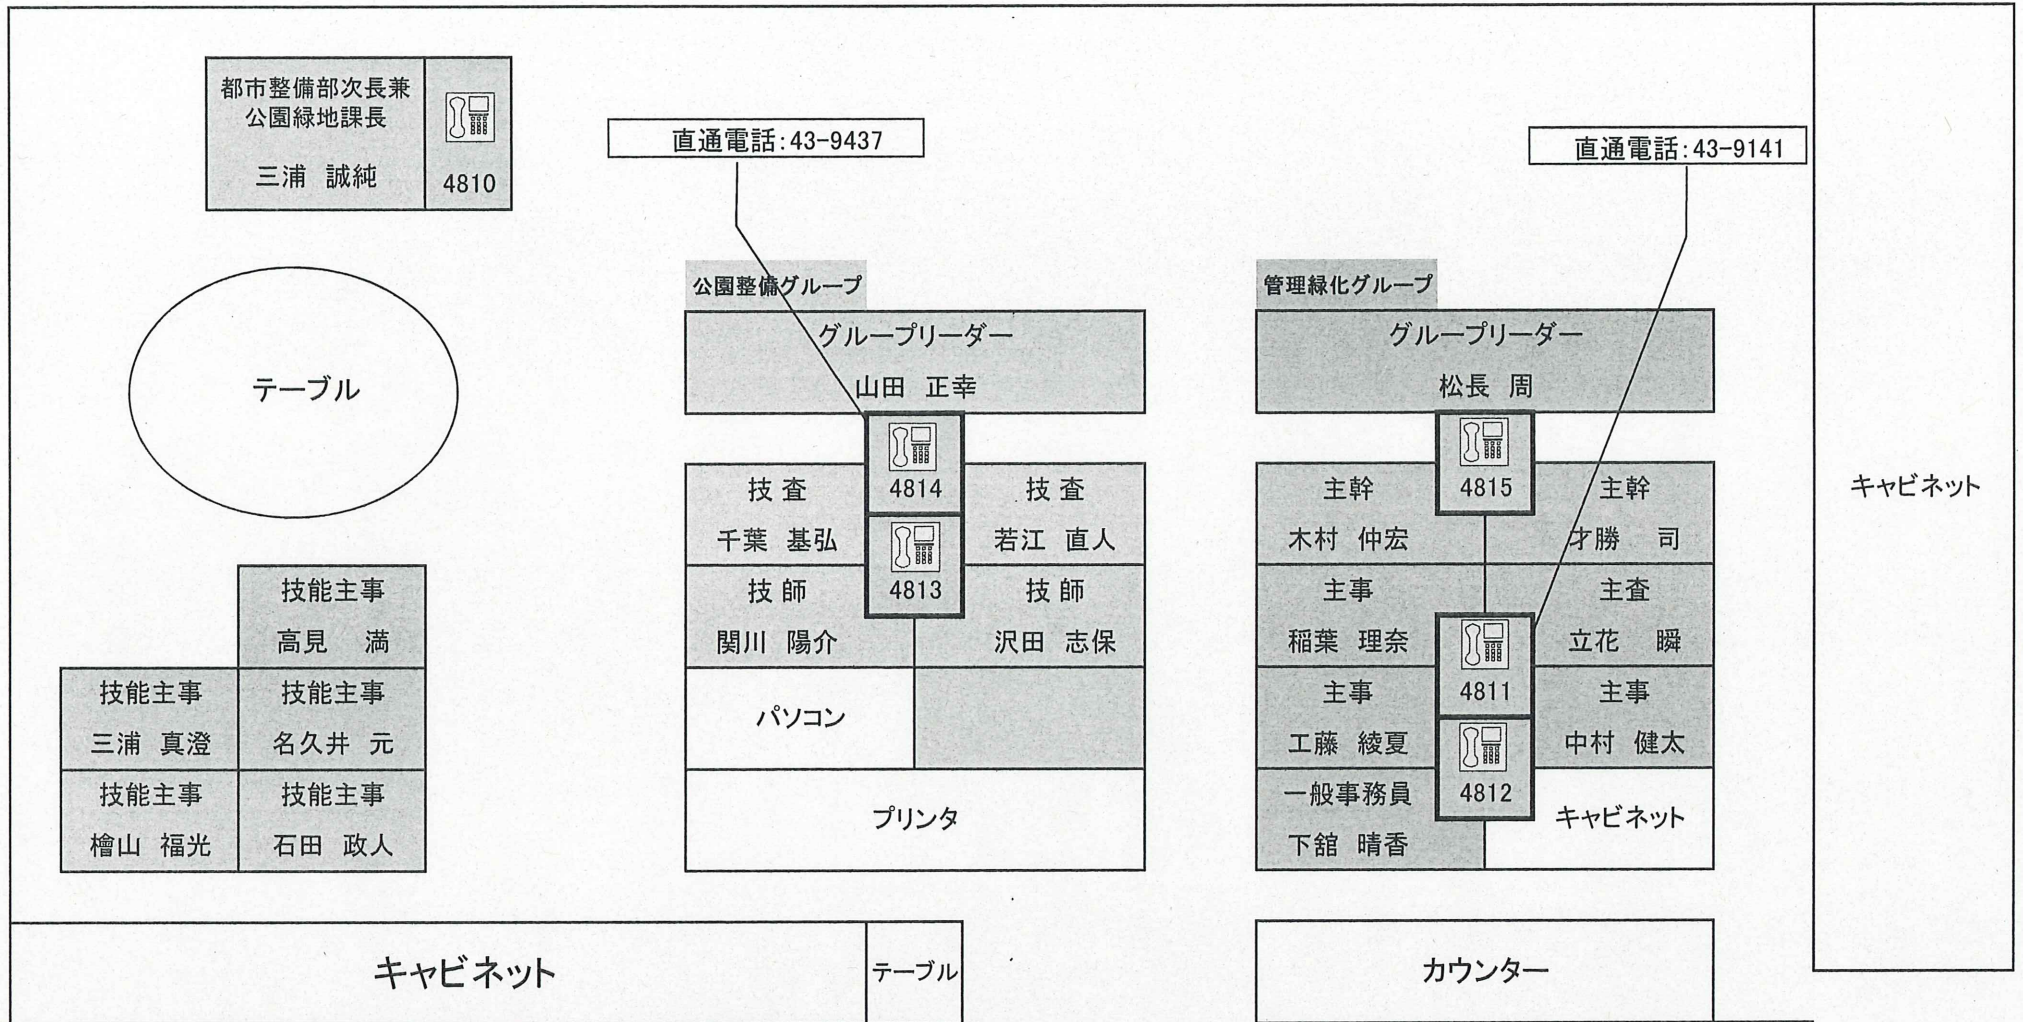 都市整備部次長兼
公園緑地課長
三浦 誠純
4810
直通電話:43-9437
直通電話:43-9141
テーブル
技能主事
高見 満
技能主事
三浦 真澄
技能主事
名久井 元
技能主事
檜山 福光
技能主事
石田 政人
公園整備グループ
グループリーダー
山田 正幸
4814
4813
技査
千葉 基弘
技査
若江 直人
技師
関川 陽介
技師
沢田 志保
パソコン
プリンタ
管理緑化グループ
グループリーダー
松長 周
4815
主幹
木村 仲宏
主幹
才勝 司
主事
稲葉 理奈
主査
立花 瞬
4811
主事
工藤 綾夏
主事
中村 健太
4812
一般事務員
下舘 晴香
キャビネット
キャビネット
キャビネット
テーブル
カウンター